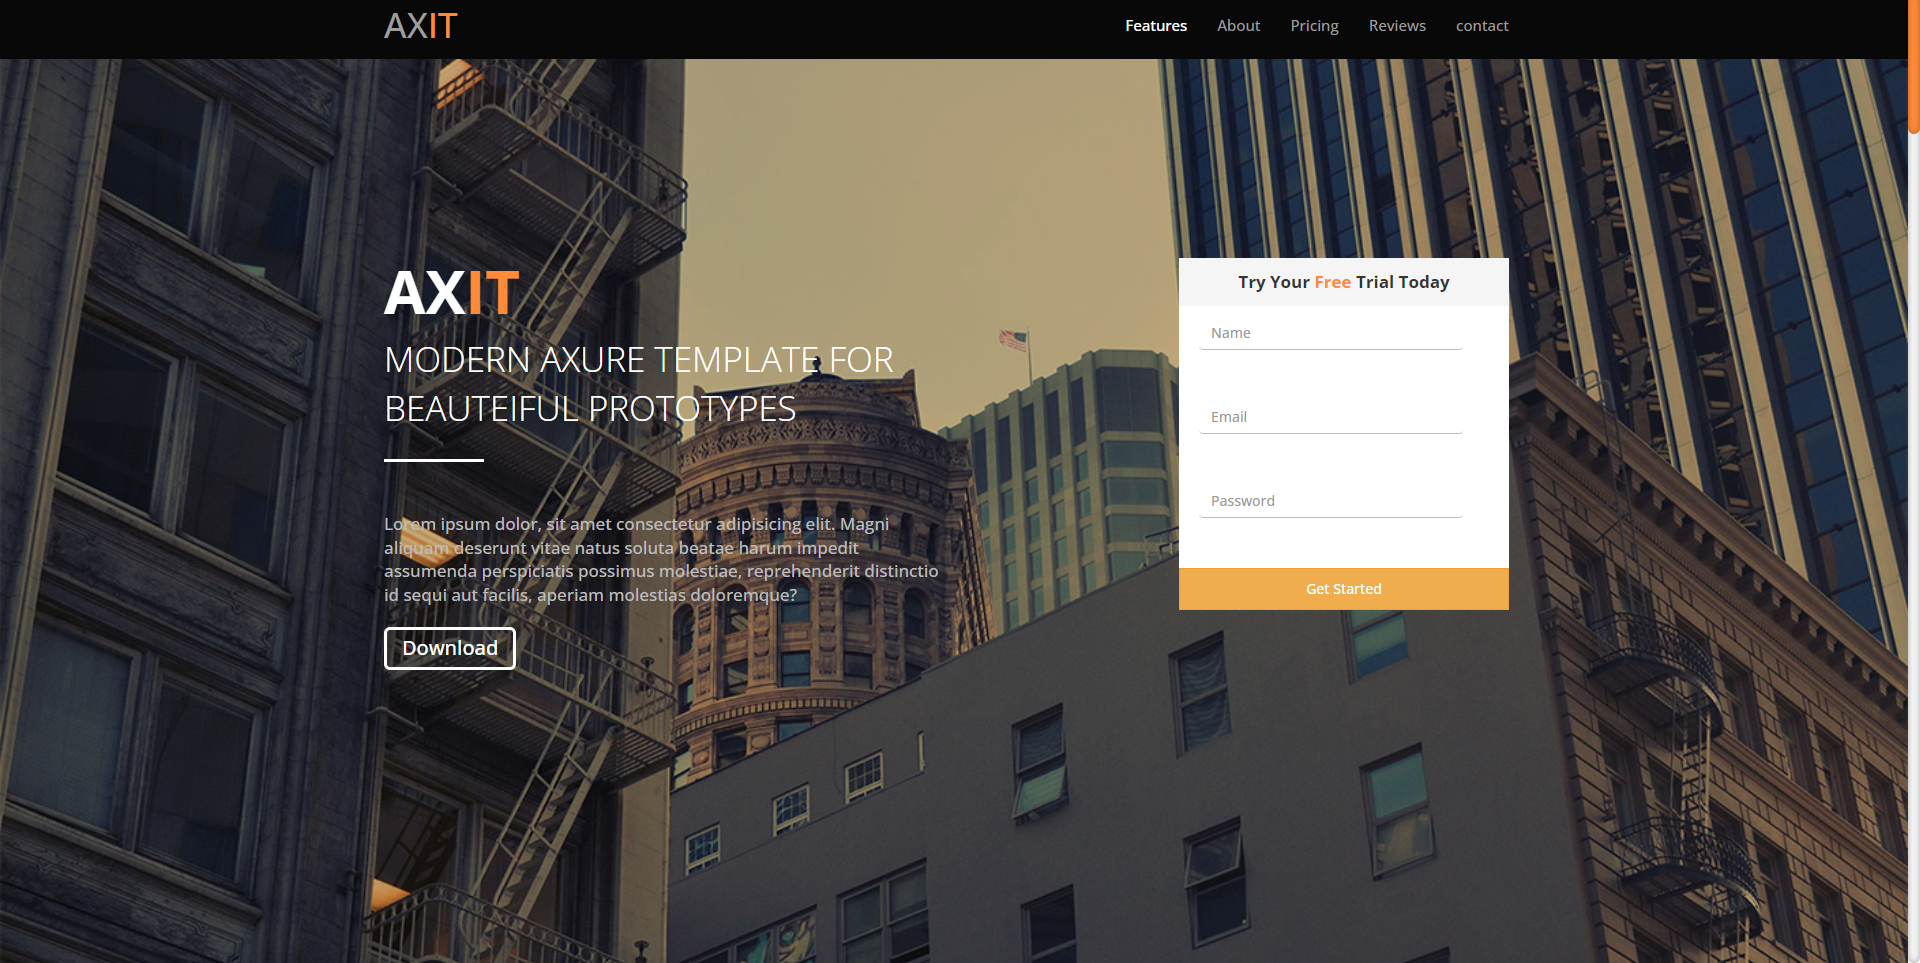 AXIT
Features
About
Pricing
Reviews
contact
AXIT
MODERN AXURE TEMPLATE FOR
BEAUTEIFUL PROTOTYPES
Lorem ipsum dolor, sit amet consectetur adipisicing elit. Magni
aliquam deserunt vitae natus soluta beatae harum impedit
assumenda perspiciatis possimus molestiae, reprehenderit distinctio
id sequi aut facilis, aperiam molestias doloremque?
Download
Try Your Free Trial Today
Name
Email
Password
Get Started